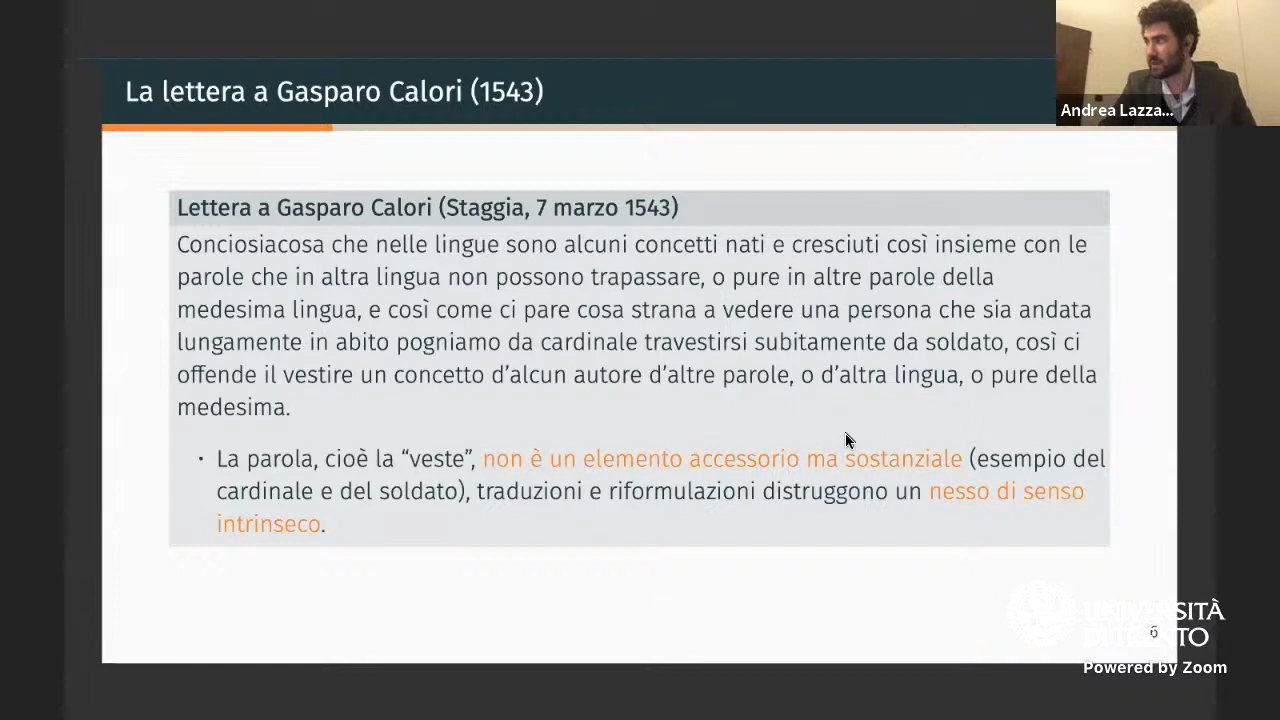 La lettera a Gasparo Calori (1543)
Andrea Lazza...
Lettera a Gasparo Calori (Staggia, 7 marzo 1543)
Conciosiacosa che nelle lingue sono alcuni concetti nati e cresciuti così insieme con le
parole che in altra lingua non possono trapassare, o pure in altre parole della
medesima lingua, e così come ci pare cosa strana a vedere una persona che sia andata
lungamente in abito pogniamo da cardinale travestirsi subitamente da soldato, così ci
offende il vestire un concetto d’alcun autore d’altre parole, o d’altra lingua, o pure della
medesima.
· La parola, cioè la “veste”, non è un elemento accessorio ma sostanziale (esempio del
cardinale e del soldato), traduzioni e riformulazioni distruggono un nesso di senso
intrinseco.
UNIVERSITÀ
DI TRENTO
6
Powered by Zoom